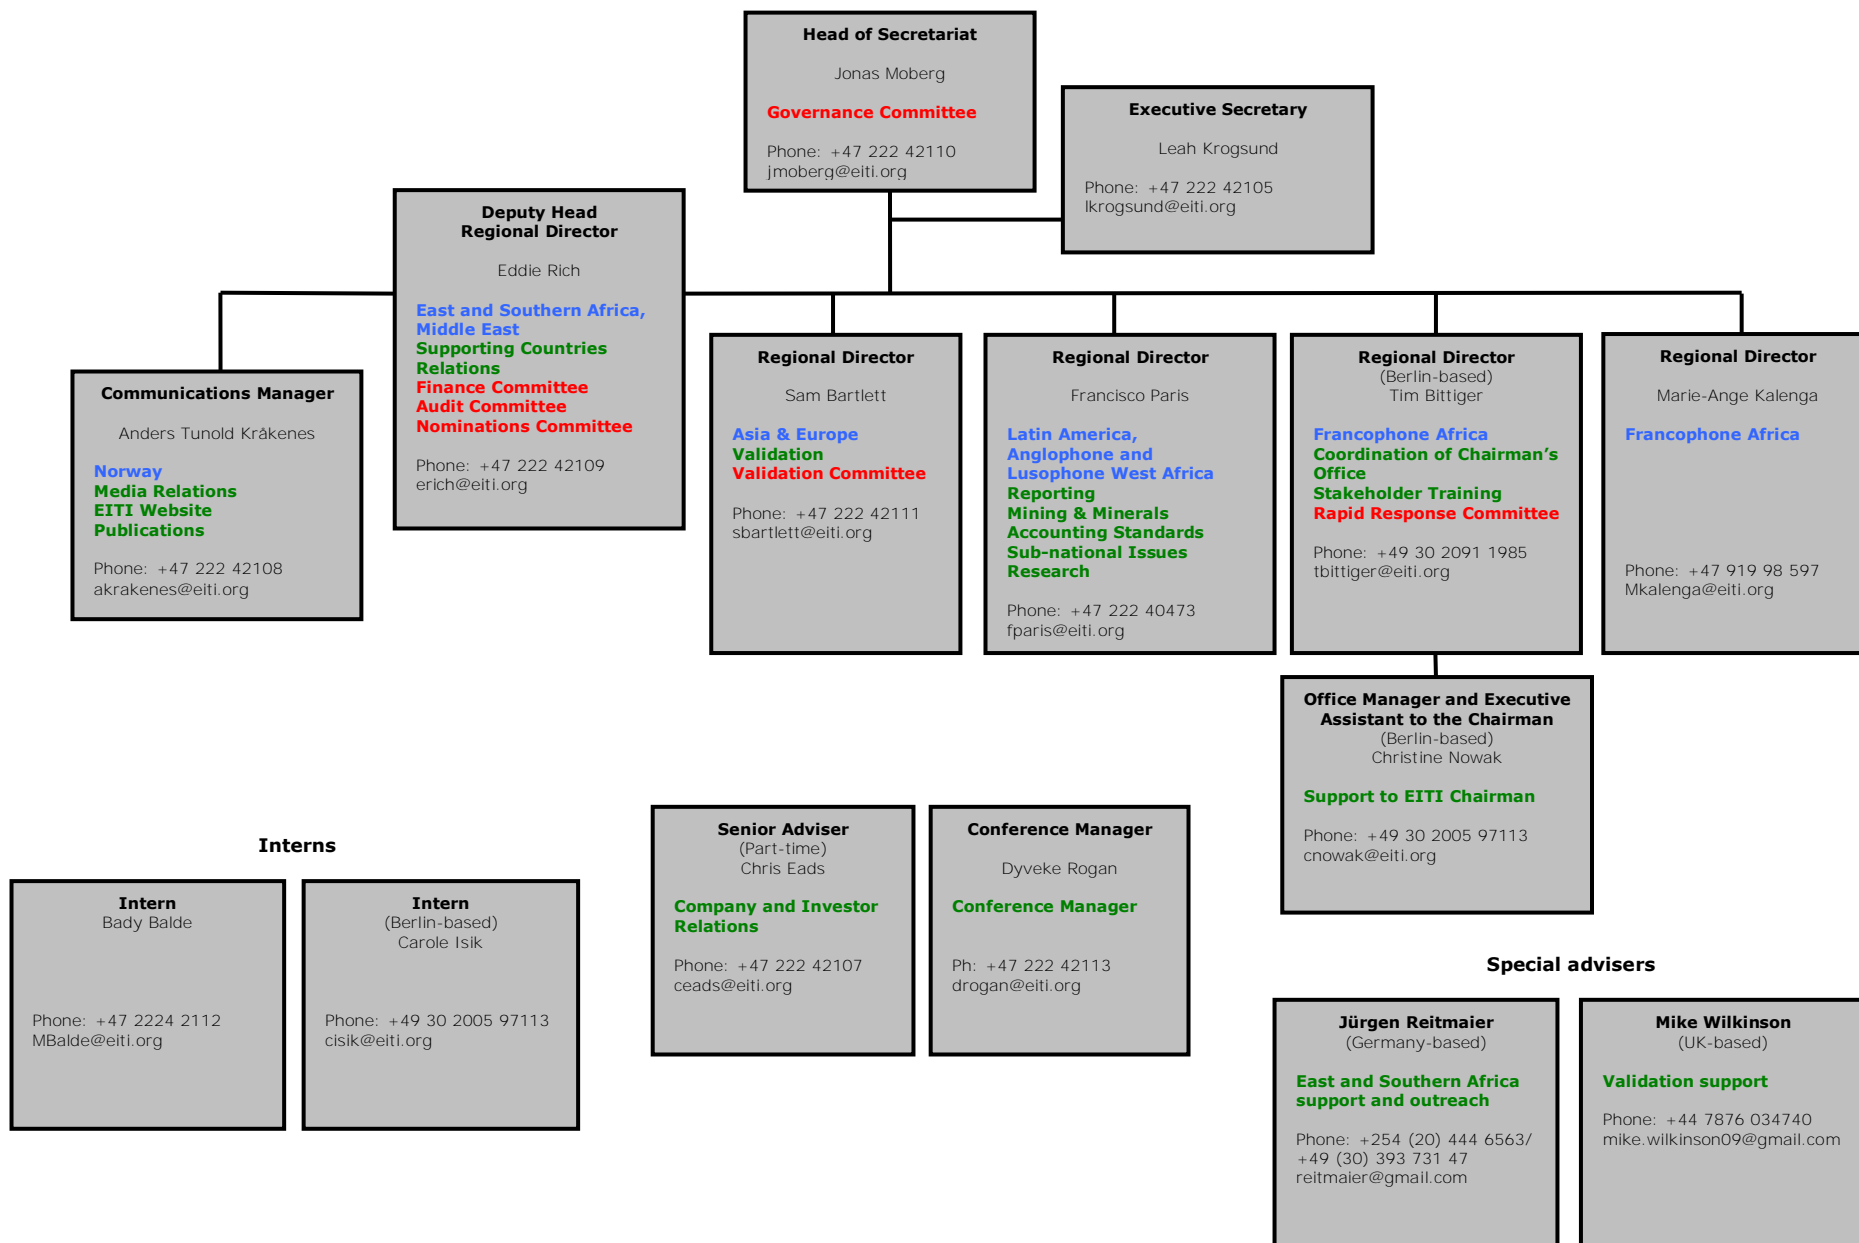 Head of Secretariat
Jonas Moberg
Governance Committee
Phone: +47 222 42110
jmoberg@eiti.org
Executive Secretary
Leah Krogsund
Phone: +47 222 42105
lkrogsund@eiti.org
Deputy Head
Regional Director
Eddie Rich
East and Southern Africa,
Middle East
Supporting Countries
Relations
Finance Committee
Audit Committee
Nominations Committee
Phone: +47 222 42109
erich@eiti.org
Communications Manager
Anders Tunold Kråkenes
Norway
Media Relations
EITI Website
Publications
Phone: +47 222 42108
akrakenes@eiti.org
Regional Director
Sam Bartlett
Asia & Europe
Validation
Validation Committee
Phone: +47 222 42111
sbartlett@eiti.org
Regional Director
Francisco Paris
Latin America,
Anglophone and
Lusophone West Africa
Reporting
Mining & Minerals
Accounting Standards
Sub-national Issues
Research
Phone: +47 222 40473
fparis@eiti.org
Regional Director
(Berlin-based)
Tim Bittiger
Francophone Africa
Coordination of Chairman's
Office
Stakeholder Training
Rapid Response Committee
Phone: +49 30 2091 1985
tbittiger@eiti.org
Regional Director
Marie-Ange Kalenga
Francophone Africa
Phone: +47 919 98 597
Mkalenga@eiti.org
Office Manager and Executive
Assistant to the Chairman
(Berlin-based)
Christine Nowak
Support to EITI Chairman
Phone: +49 30 2005 97113
cnowak@eiti.org
Interns
Intern
Bady Balde
Phone: +47 2224 2112
MBalde@eiti.org
Intern
(Berlin-based)
Carole Isik
Phone: +49 30 2005 97113
cisik@eiti.org
Senior Adviser
(Part-time)
Chris Eads
Company and Investor
Relations
Phone: +47 222 42107
ceads@eiti.org
Conference Manager
Dyveke Rogan
Conference Manager
Ph: +47 222 42113
drogan@eiti.org
Special advisers
Jürgen Reitmaier
(Germany-based)
East and Southern Africa
support and outreach
Phone: +254 (20) 444 6563/
+49 (30) 393 731 47
reitmaier@gmail.com
Mike Wilkinson
(UK-based)
Validation support
Phone: +44 7876 034740
mike.wilkinson09@gmail.com